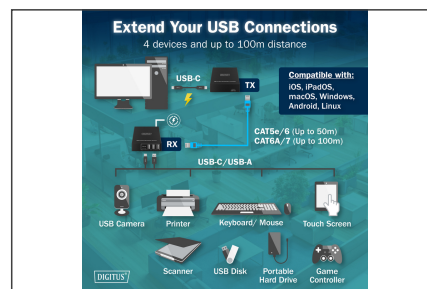 Extend Your USB Connections
4 devices and up to 100m distance
USB-C
TX
Compatible with:
iOS, iPadOS,
macOS, Windows,
Android, Linux
RX
CAT5e/6 (Up to 50m)
CAT6A/7 (Up to 100m)
USB-C/USB-A
USB Camera
Printer
Keyboard/ Mouse
Touch Screen
Scanner
USB Disk
Portable
Hard Drive
Game
Controller
DIGITUS